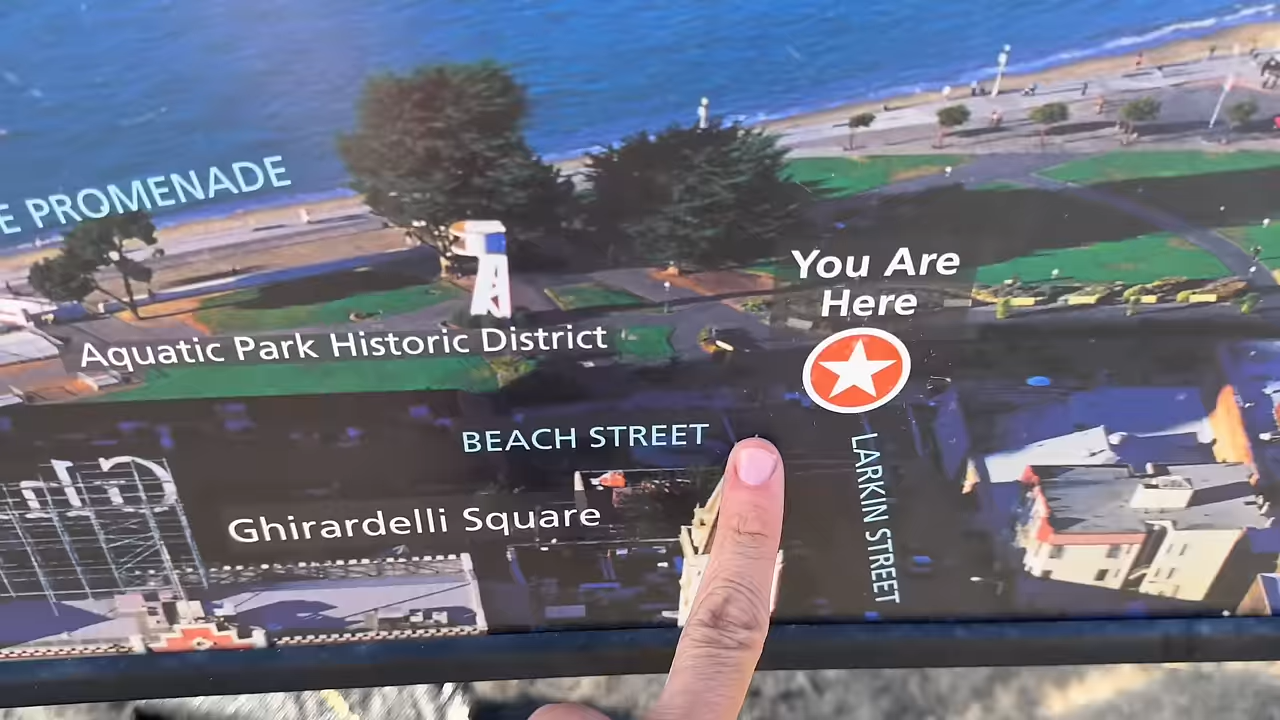 E PROMENADE
You Are
Here
Aquatic Park Historic District
BEACH STREET
LARKIN STREET
Ghirardelli Square